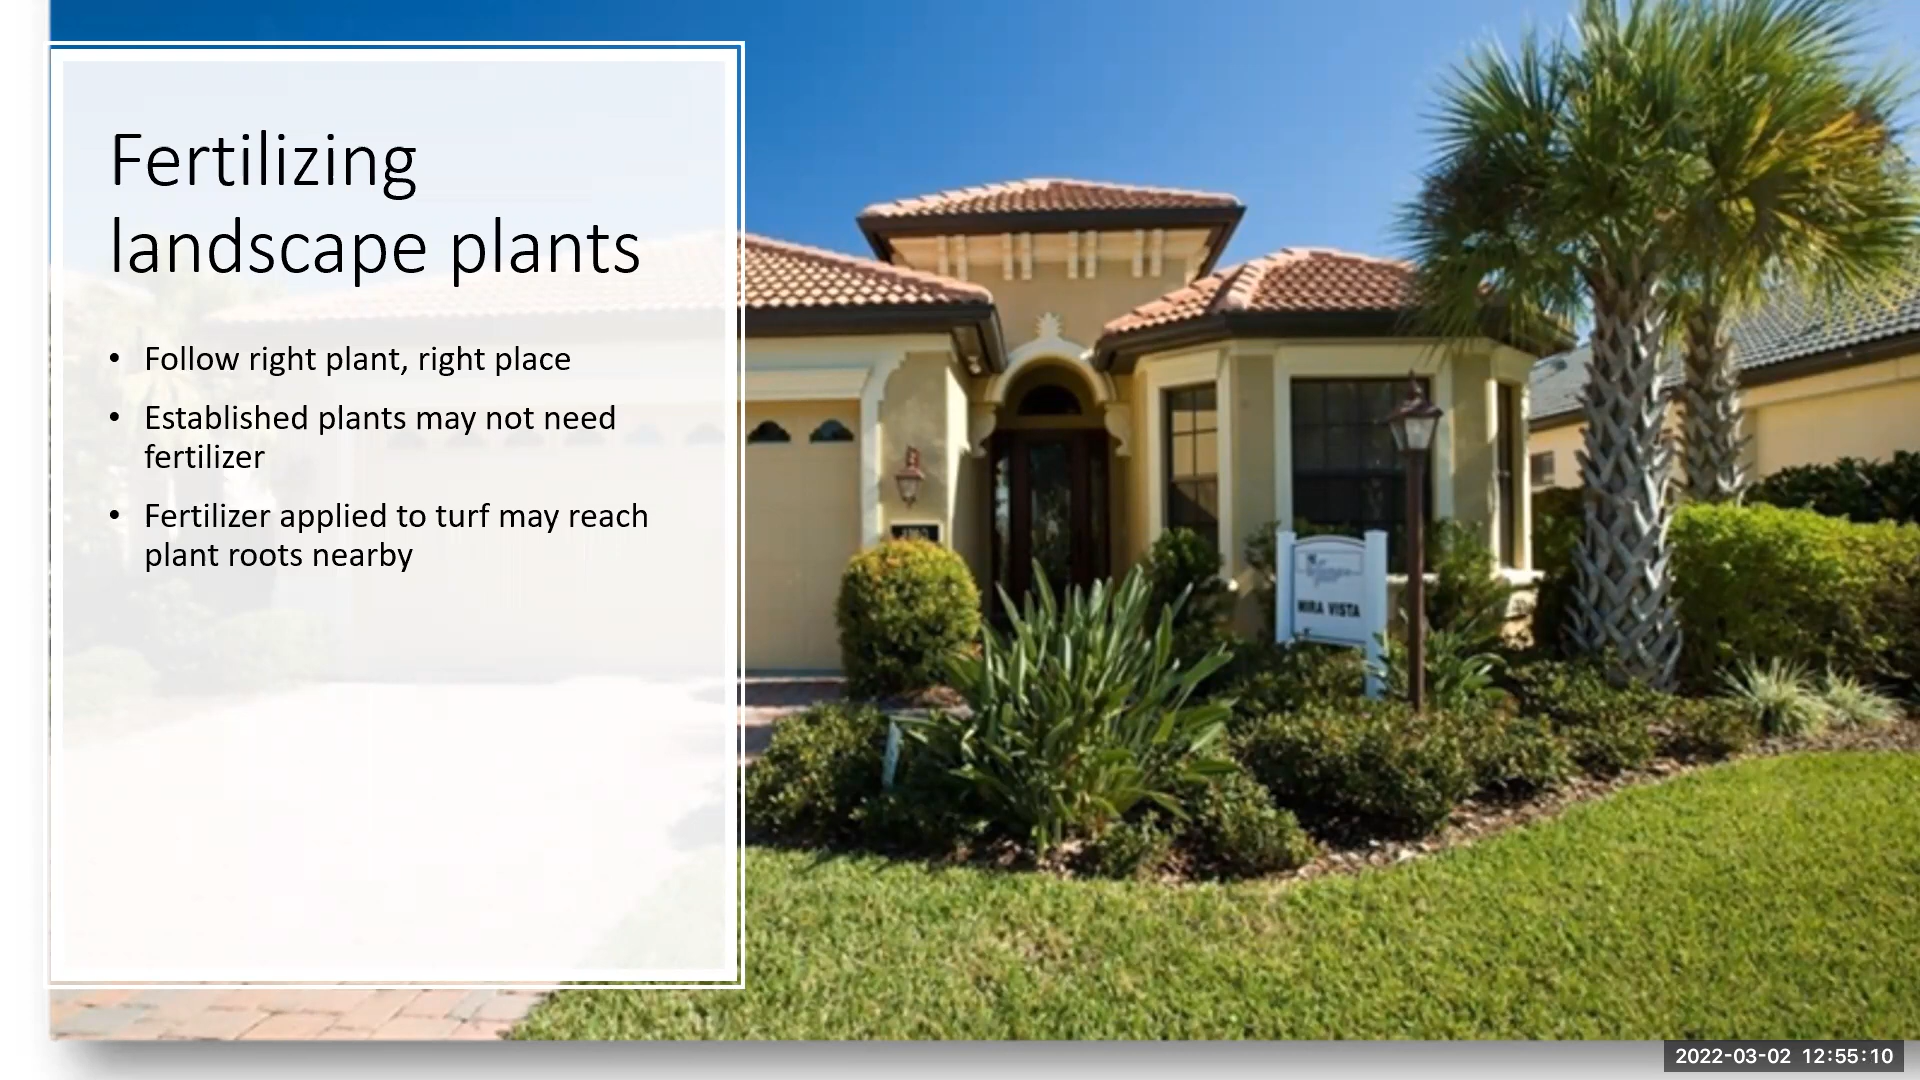 Fertilizing
landscape plants
• Follow right plant, right place
• Established plants may not need
fertilizer
• Fertilizer applied to turf may reach
plant roots nearby
MIRA VISTA
2022-03-02 12:55:10